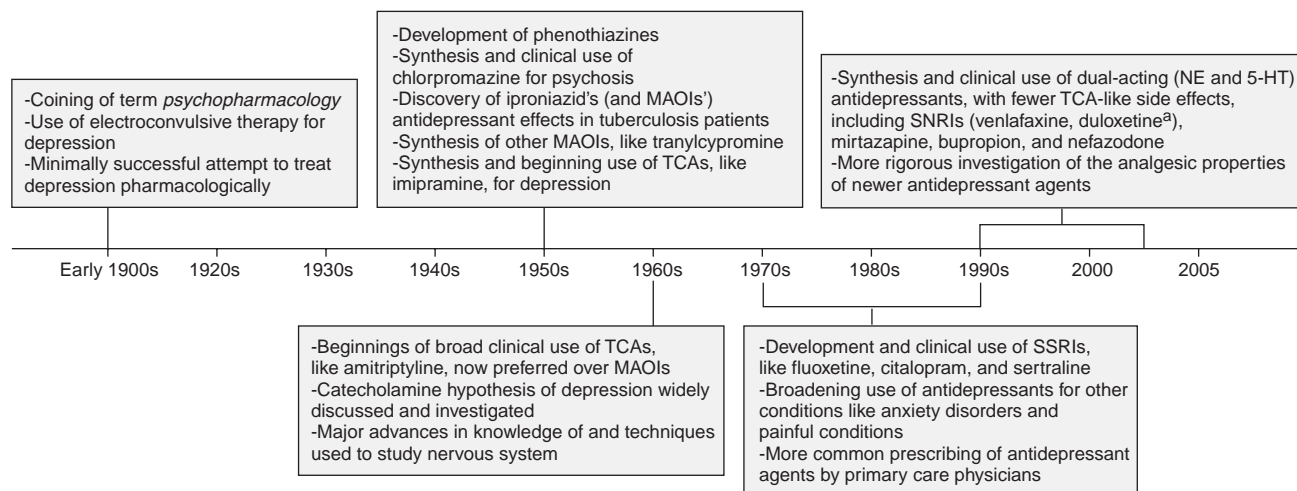 -Coining of term psychopharmacology
-Use of electroconvulsive therapy for
depression
-Minimally successful attempt to treat
depression pharmacologically
-Development of phenothiazines
-Synthesis and clinical use of
chlorpromazine for psychosis
-Discovery of iproniazid's (and MAOIs')
antidepressant effects in tuberculosis patients
-Synthesis of other MAOIs, like tranylcypromine
-Synthesis and beginning use of TCAs, like
imipramine, for depression
-Synthesis and clinical use of dual-acting (NE and 5-HT)
antidepressants, with fewer TCA-like side effects,
including SNRIs (venlafaxine, duloxetineᵃ),
mirtazapine, bupropion, and nefazodone
-More rigorous investigation of the analgesic properties
of newer antidepressant agents
Early 1900s 1920s 1930s 1940s 1950s 1960s 1970s 1980s 1990s 2000 2005
-Beginnings of broad clinical use of TCAs,
like amitriptyline, now preferred over MAOIs
-Catecholamine hypothesis of depression widely
discussed and investigated
-Major advances in knowledge of and techniques
used to study nervous system
-Development and clinical use of SSRIs,
like fluoxetine, citalopram, and sertraline
-Broadening use of antidepressants for other
conditions like anxiety disorders and
painful conditions
-More common prescribing of antidepressant
agents by primary care physicians